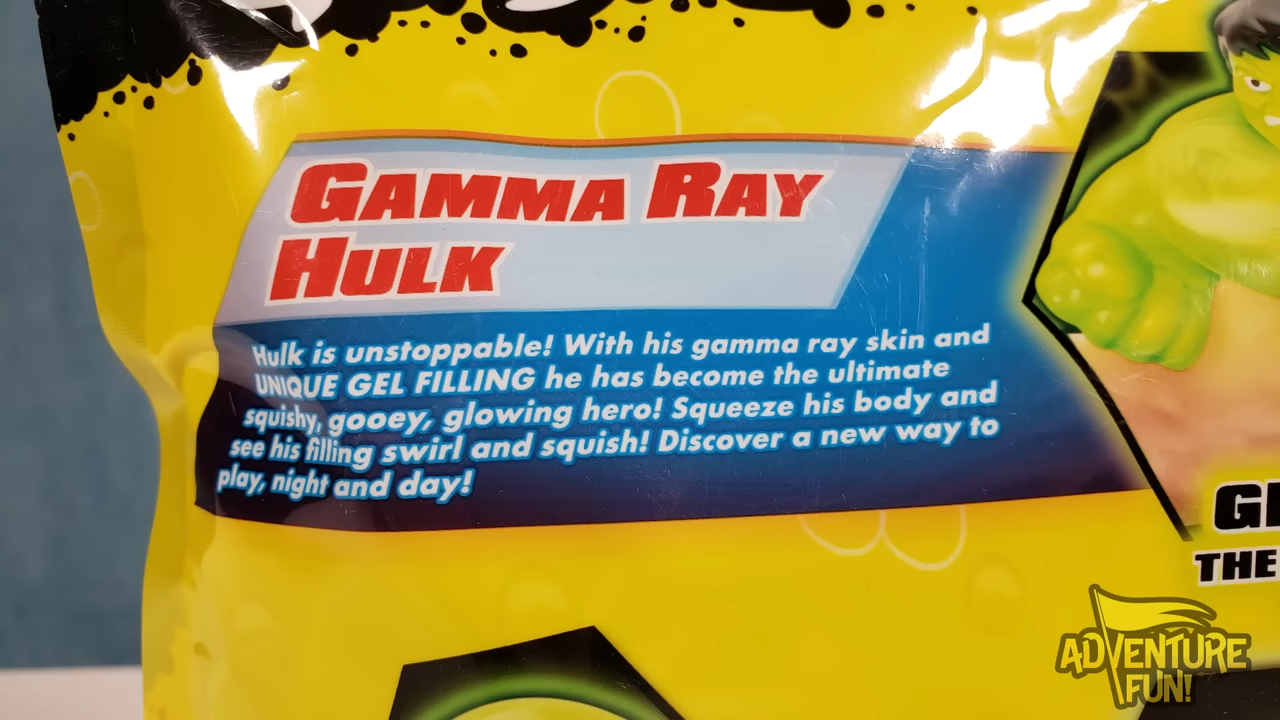 GAMMA RAY
HULK
Hulk is unstoppable! With his gamma ray skin and
UNIQUE GEL FILLING he has become the ultimate
squishy, gooey, glowing hero! Squeeze his body and
see his filling swirl and squish! Discover a new way to
play, night and day!
THE
ADVENTURE
FUN!